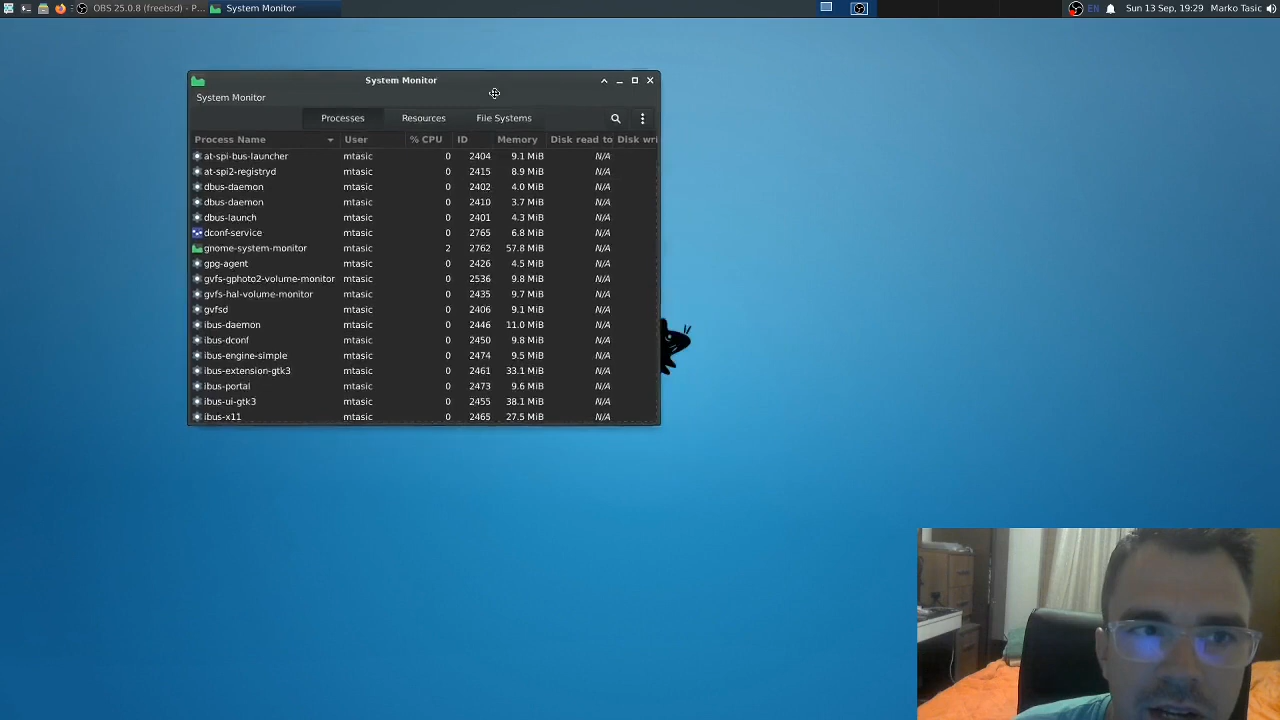 OBS 25.0.8 (freebsd) - P...
System Monitor
EN
Sun 13 Sep, 19:29
Marko Tasic
System Monitor
System Monitor
Processes
Resources
File Systems
Process Name
User
% CPU
ID
Memory
Disk read to
Disk wri
at-spi-bus-launcher mtasic 0 2404 9.1 MiB N/A
at-spi2-registryd mtasic 0 2415 8.9 MiB N/A
dbus-daemon mtasic 0 2402 4.0 MiB N/A
dbus-daemon mtasic 0 2410 3.7 MiB N/A
dbus-launch mtasic 0 2401 4.3 MiB N/A
dconf-service mtasic 0 2765 6.8 MiB N/A
gnome-system-monitor mtasic 2 2762 57.8 MiB N/A
gpg-agent mtasic 0 2426 4.5 MiB N/A
gvfs-gphoto2-volume-monitor mtasic 0 2536 9.8 MiB N/A
gvfs-hal-volume-monitor mtasic 0 2435 9.7 MiB N/A
gvfsd mtasic 0 2406 9.1 MiB N/A
ibus-daemon mtasic 0 2446 11.0 MiB N/A
ibus-dconf mtasic 0 2450 9.8 MiB N/A
ibus-engine-simple mtasic 0 2474 9.5 MiB N/A
ibus-extension-gtk3 mtasic 0 2461 33.1 MiB N/A
ibus-portal mtasic 0 2473 9.6 MiB N/A
ibus-ui-gtk3 mtasic 0 2455 38.1 MiB N/A
ibus-x11 mtasic 0 2465 27.5 MiB N/A